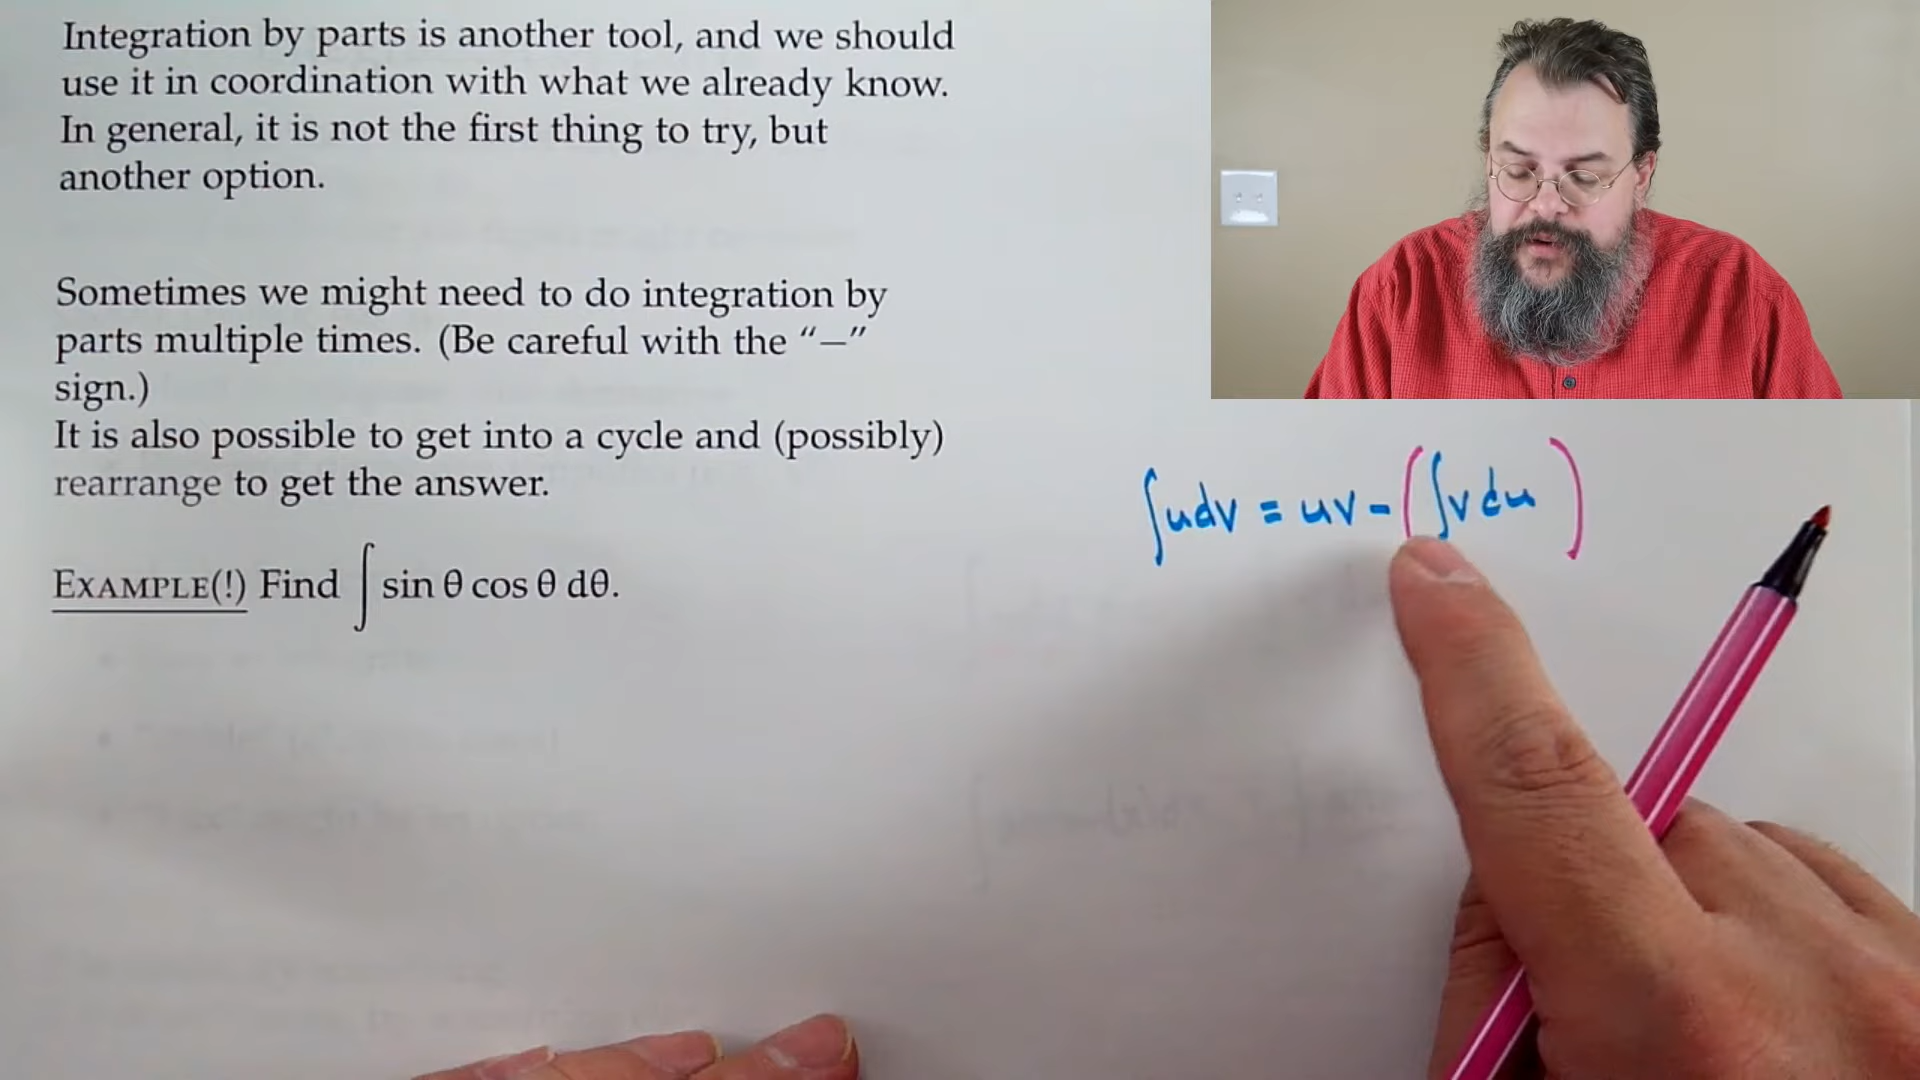 Integration by parts is another tool, and we should
use it in coordination with what we already know.
In general, it is not the first thing to try, but
another option.
Sometimes we might need to do integration by
parts multiple times. (Be careful with the “−”
sign.)
It is also possible to get into a cycle and (possibly)
rearrange to get the answer.
∫udv = uv - (∫vdu)
EXAMPLE(!) Find ∫ sin θ cos θ dθ.